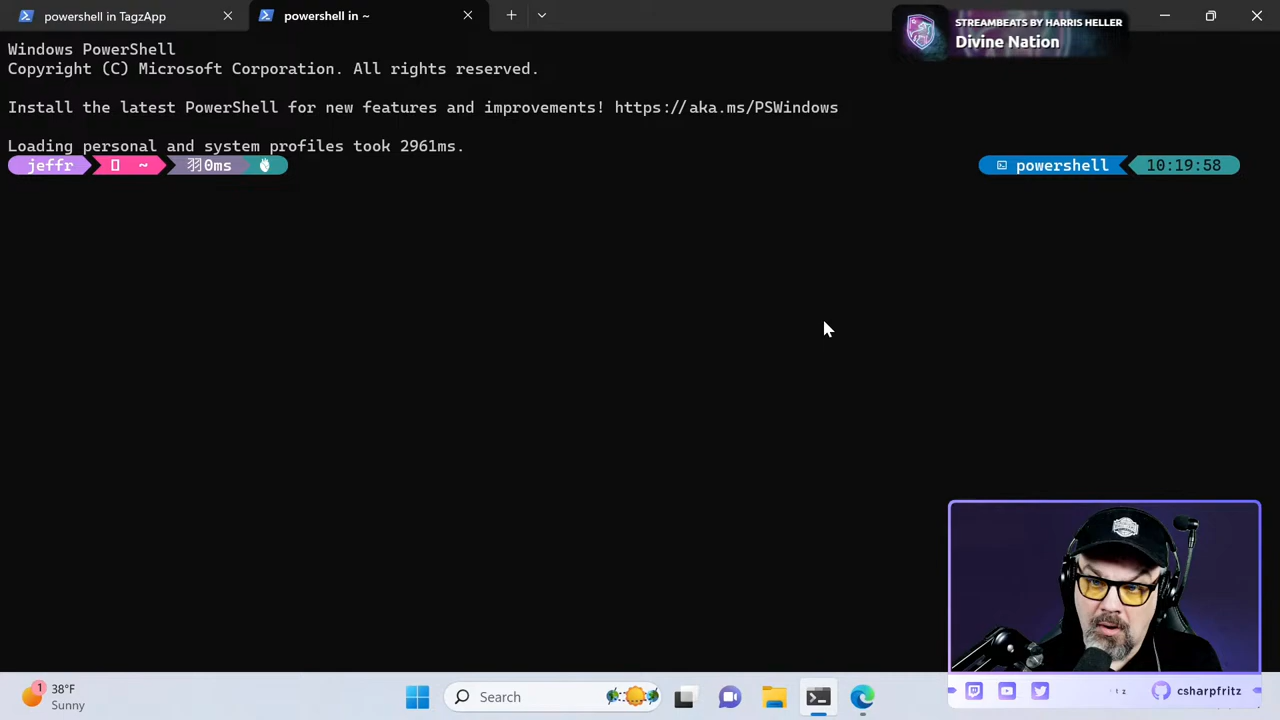 powershell in TagzApp
powershell in ~
STREAMBEATS BY HARRIS HELLER
Divine Nation
Windows PowerShell
Copyright (C) Microsoft Corporation. All rights reserved.
Install the latest PowerShell for new features and improvements! https://aka.ms/PSWindows
Loading personal and system profiles took 2961ms.
jeffr ~ 0ms powershell 10:19:58
1 38°F
Sunny
Search
csharpfritz